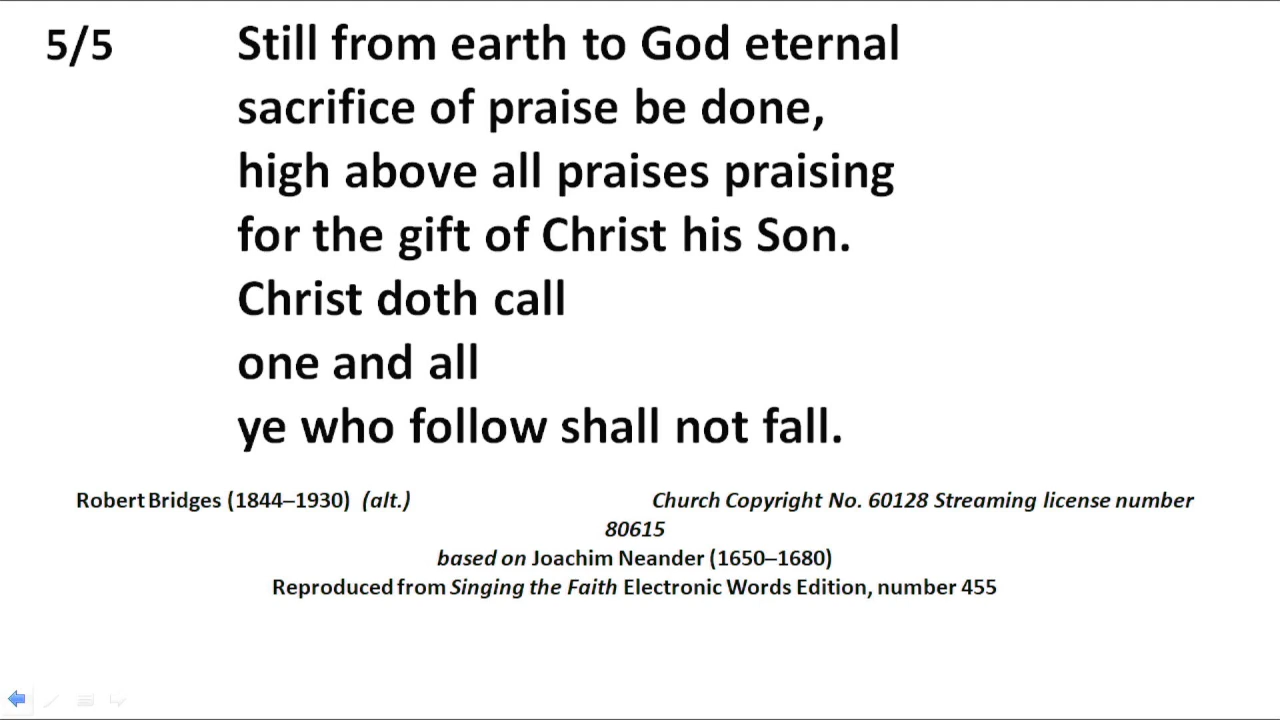 5/5 Still from earth to God eternal
sacrifice of praise be done,
high above all praises praising
for the gift of Christ his Son.
Christ doth call
one and all
ye who follow shall not fall.
Robert Bridges (1844–1930) (alt.) Church Copyright No. 60128 Streaming license number
80615
based on Joachim Neander (1650–1680)
Reproduced from Singing the Faith Electronic Words Edition, number 455